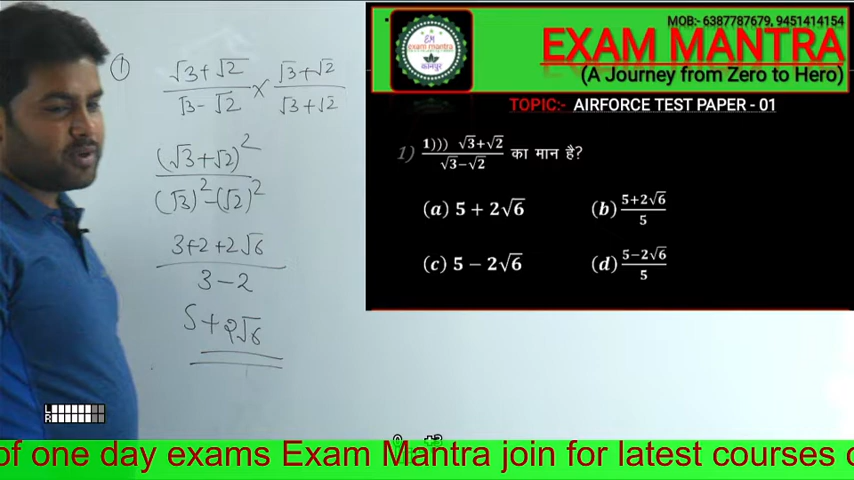 MOB:- 6387787679, 9451414154
EM
exam mantra
कानपुर
EXAM MANTRA
(A Journey from Zero to Hero)
TOPIC:- AIRFORCE TEST PAPER - 01
1) 1))) √3+√2/√3−√2 का मान है?
(a) 5 + 2√6 (b) 5+2√6/5
(c) 5 − 2√6 (d) 5−2√6/5
① √3+√2/√3−√2 × √3+√2/√3+√2
(√3+√2)²/(√3)²−(√2)²
3+2+2√6/3−2
5+2√6
L
R
of one day exams Exam Mantra join for latest courses